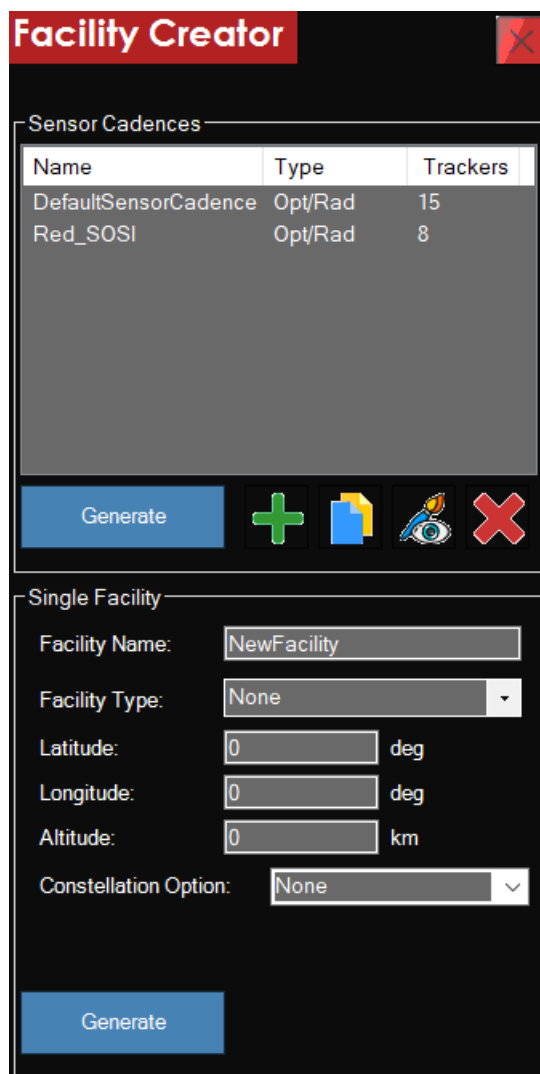 Facility Creator
Sensor Cadences
Name Type Trackers
DefaultSensorCadence Opt/Rad 15
Red_SOSI Opt/Rad 8
Generate
Single Facility
Facility Name: NewFacility
Facility Type: None
Latitude: 0 deg
Longitude: 0 deg
Altitude: 0 km
Constellation Option: None
Generate